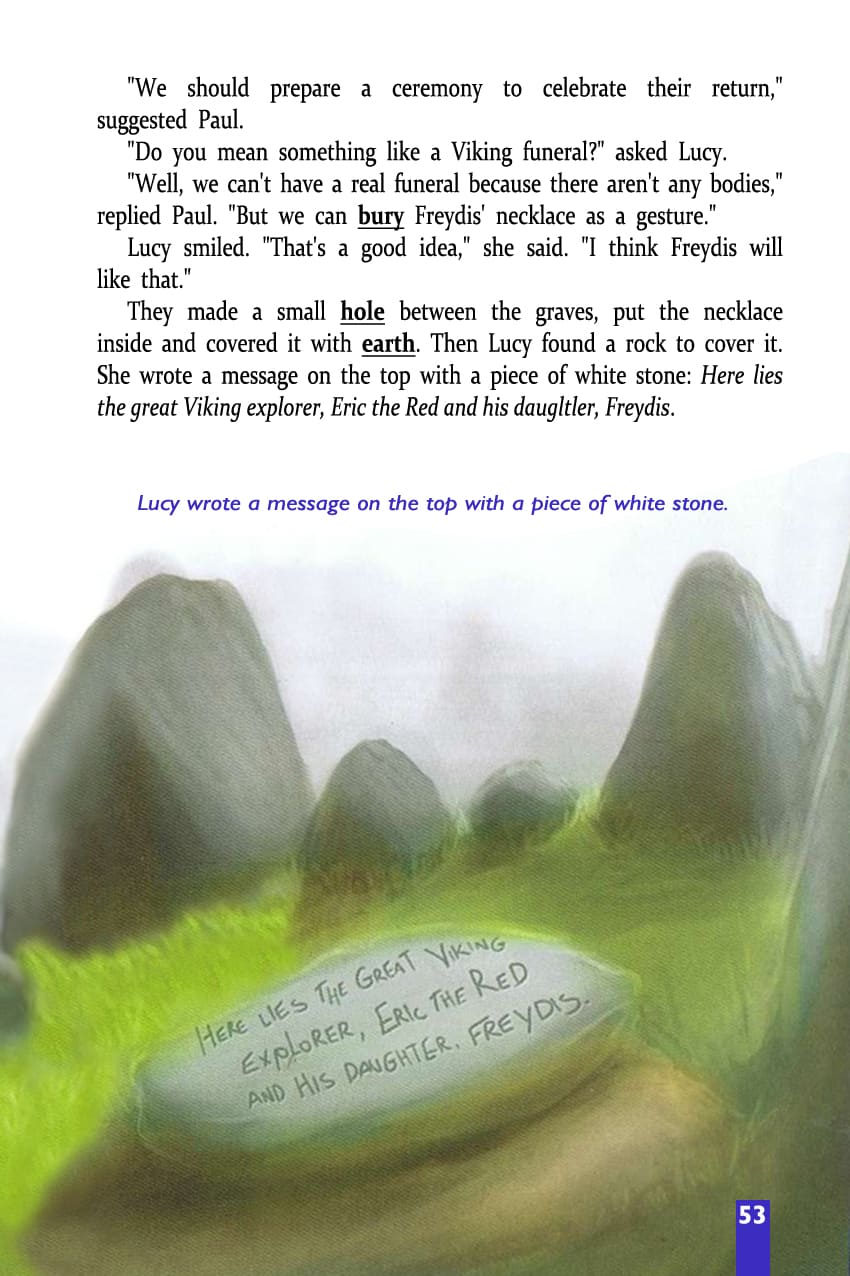 "We should prepare a ceremony to celebrate their return,"
suggested Paul.
"Do you mean something like a Viking funeral?" asked Lucy.
"Well, we can't have a real funeral because there aren't any bodies,"
replied Paul. "But we can bury Freydis' necklace as a gesture."
Lucy smiled. "That's a good idea," she said. "I think Freydis will
like that."
They made a small hole between the graves, put the necklace
inside and covered it with earth. Then Lucy found a rock to cover it.
She wrote a message on the top with a piece of white stone: Here lies
the great Viking explorer, Eric the Red and his daugltler, Freydis.
Lucy wrote a message on the top with a piece of white stone.
HERE LIES THE GREAT VIKING
EXPLORER, ERIC THE RED
AND HIS DAUGHTER. FREYDIS.
53